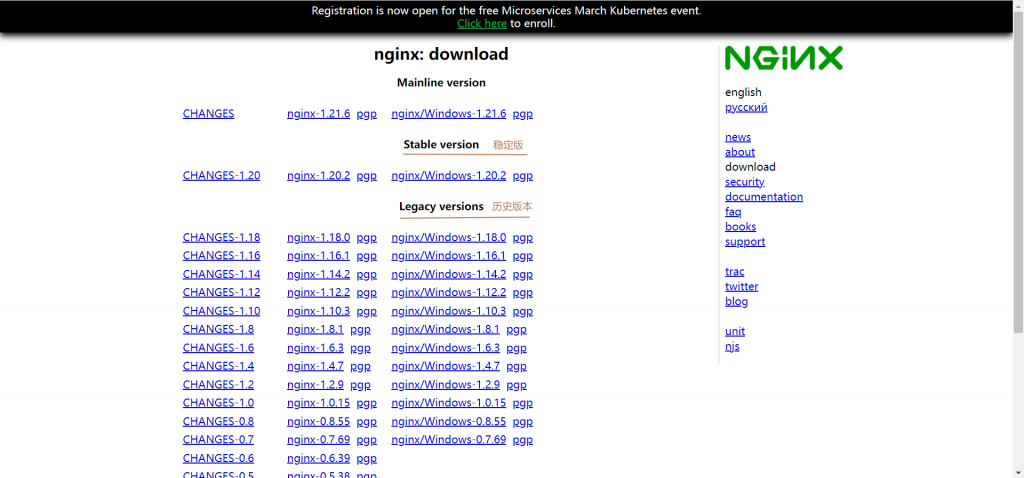 Registration is now open for the free Microservices March Kubernetes event.
Click here to enroll.
nginx: download
Mainline version
CHANGES nginx-1.21.6 pgp nginx/Windows-1.21.6 pgp
Stable version 稳定版
CHANGES-1.20 nginx-1.20.2 pgp nginx/Windows-1.20.2 pgp
Legacy versions 历史版本
CHANGES-1.18 nginx-1.18.0 pgp nginx/Windows-1.18.0 pgp
CHANGES-1.16 nginx-1.16.1 pgp nginx/Windows-1.16.1 pgp
CHANGES-1.14 nginx-1.14.2 pgp nginx/Windows-1.14.2 pgp
CHANGES-1.12 nginx-1.12.2 pgp nginx/Windows-1.12.2 pgp
CHANGES-1.10 nginx-1.10.3 pgp nginx/Windows-1.10.3 pgp
CHANGES-1.8 nginx-1.8.1 pgp nginx/Windows-1.8.1 pgp
CHANGES-1.6 nginx-1.6.3 pgp nginx/Windows-1.6.3 pgp
CHANGES-1.4 nginx-1.4.7 pgp nginx/Windows-1.4.7 pgp
CHANGES-1.2 nginx-1.2.9 pgp nginx/Windows-1.2.9 pgp
CHANGES-1.0 nginx-1.0.15 pgp nginx/Windows-1.0.15 pgp
CHANGES-0.8 nginx-0.8.55 pgp nginx/Windows-0.8.55 pgp
CHANGES-0.7 nginx-0.7.69 pgp nginx/Windows-0.7.69 pgp
CHANGES-0.6 nginx-0.6.39 pgp
CHANGES-0.5 nginx-0.5.38 pgp
NGiNX
english
русский
news
about
download
security
documentation
faq
books
support
trac
twitter
blog
unit
njs